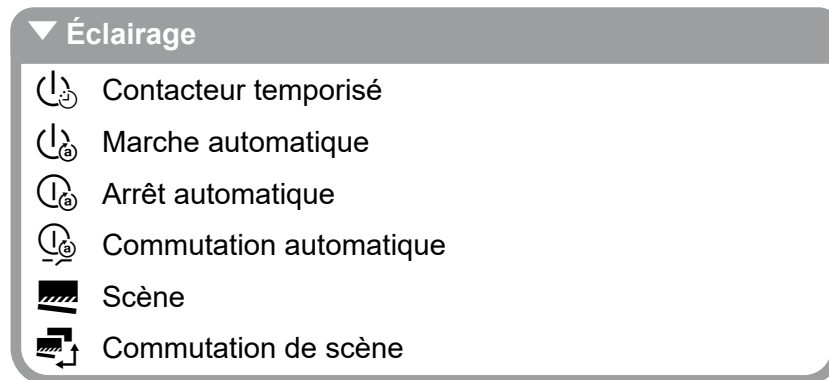 Éclairage
Contacteur temporisé
Marche automatique
Arrêt automatique
Commutation automatique
Scène
Commutation de scène